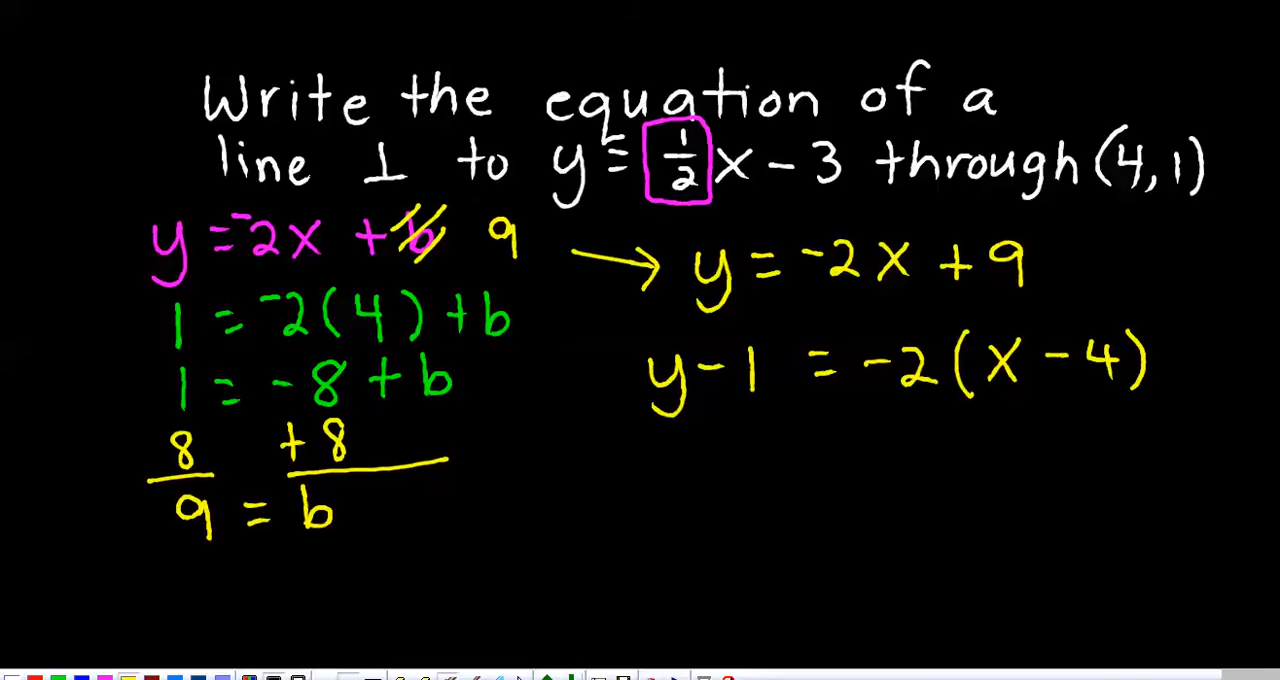 Write the equation of a
line ⊥ to y = 1/2 x - 3 through (4,1)
y = -2x + b 9
→ y = -2x + 9
1 = -2(4) + b
1 = -8 + b
y - 1 = -2(x - 4)
8 + 8
9 = b